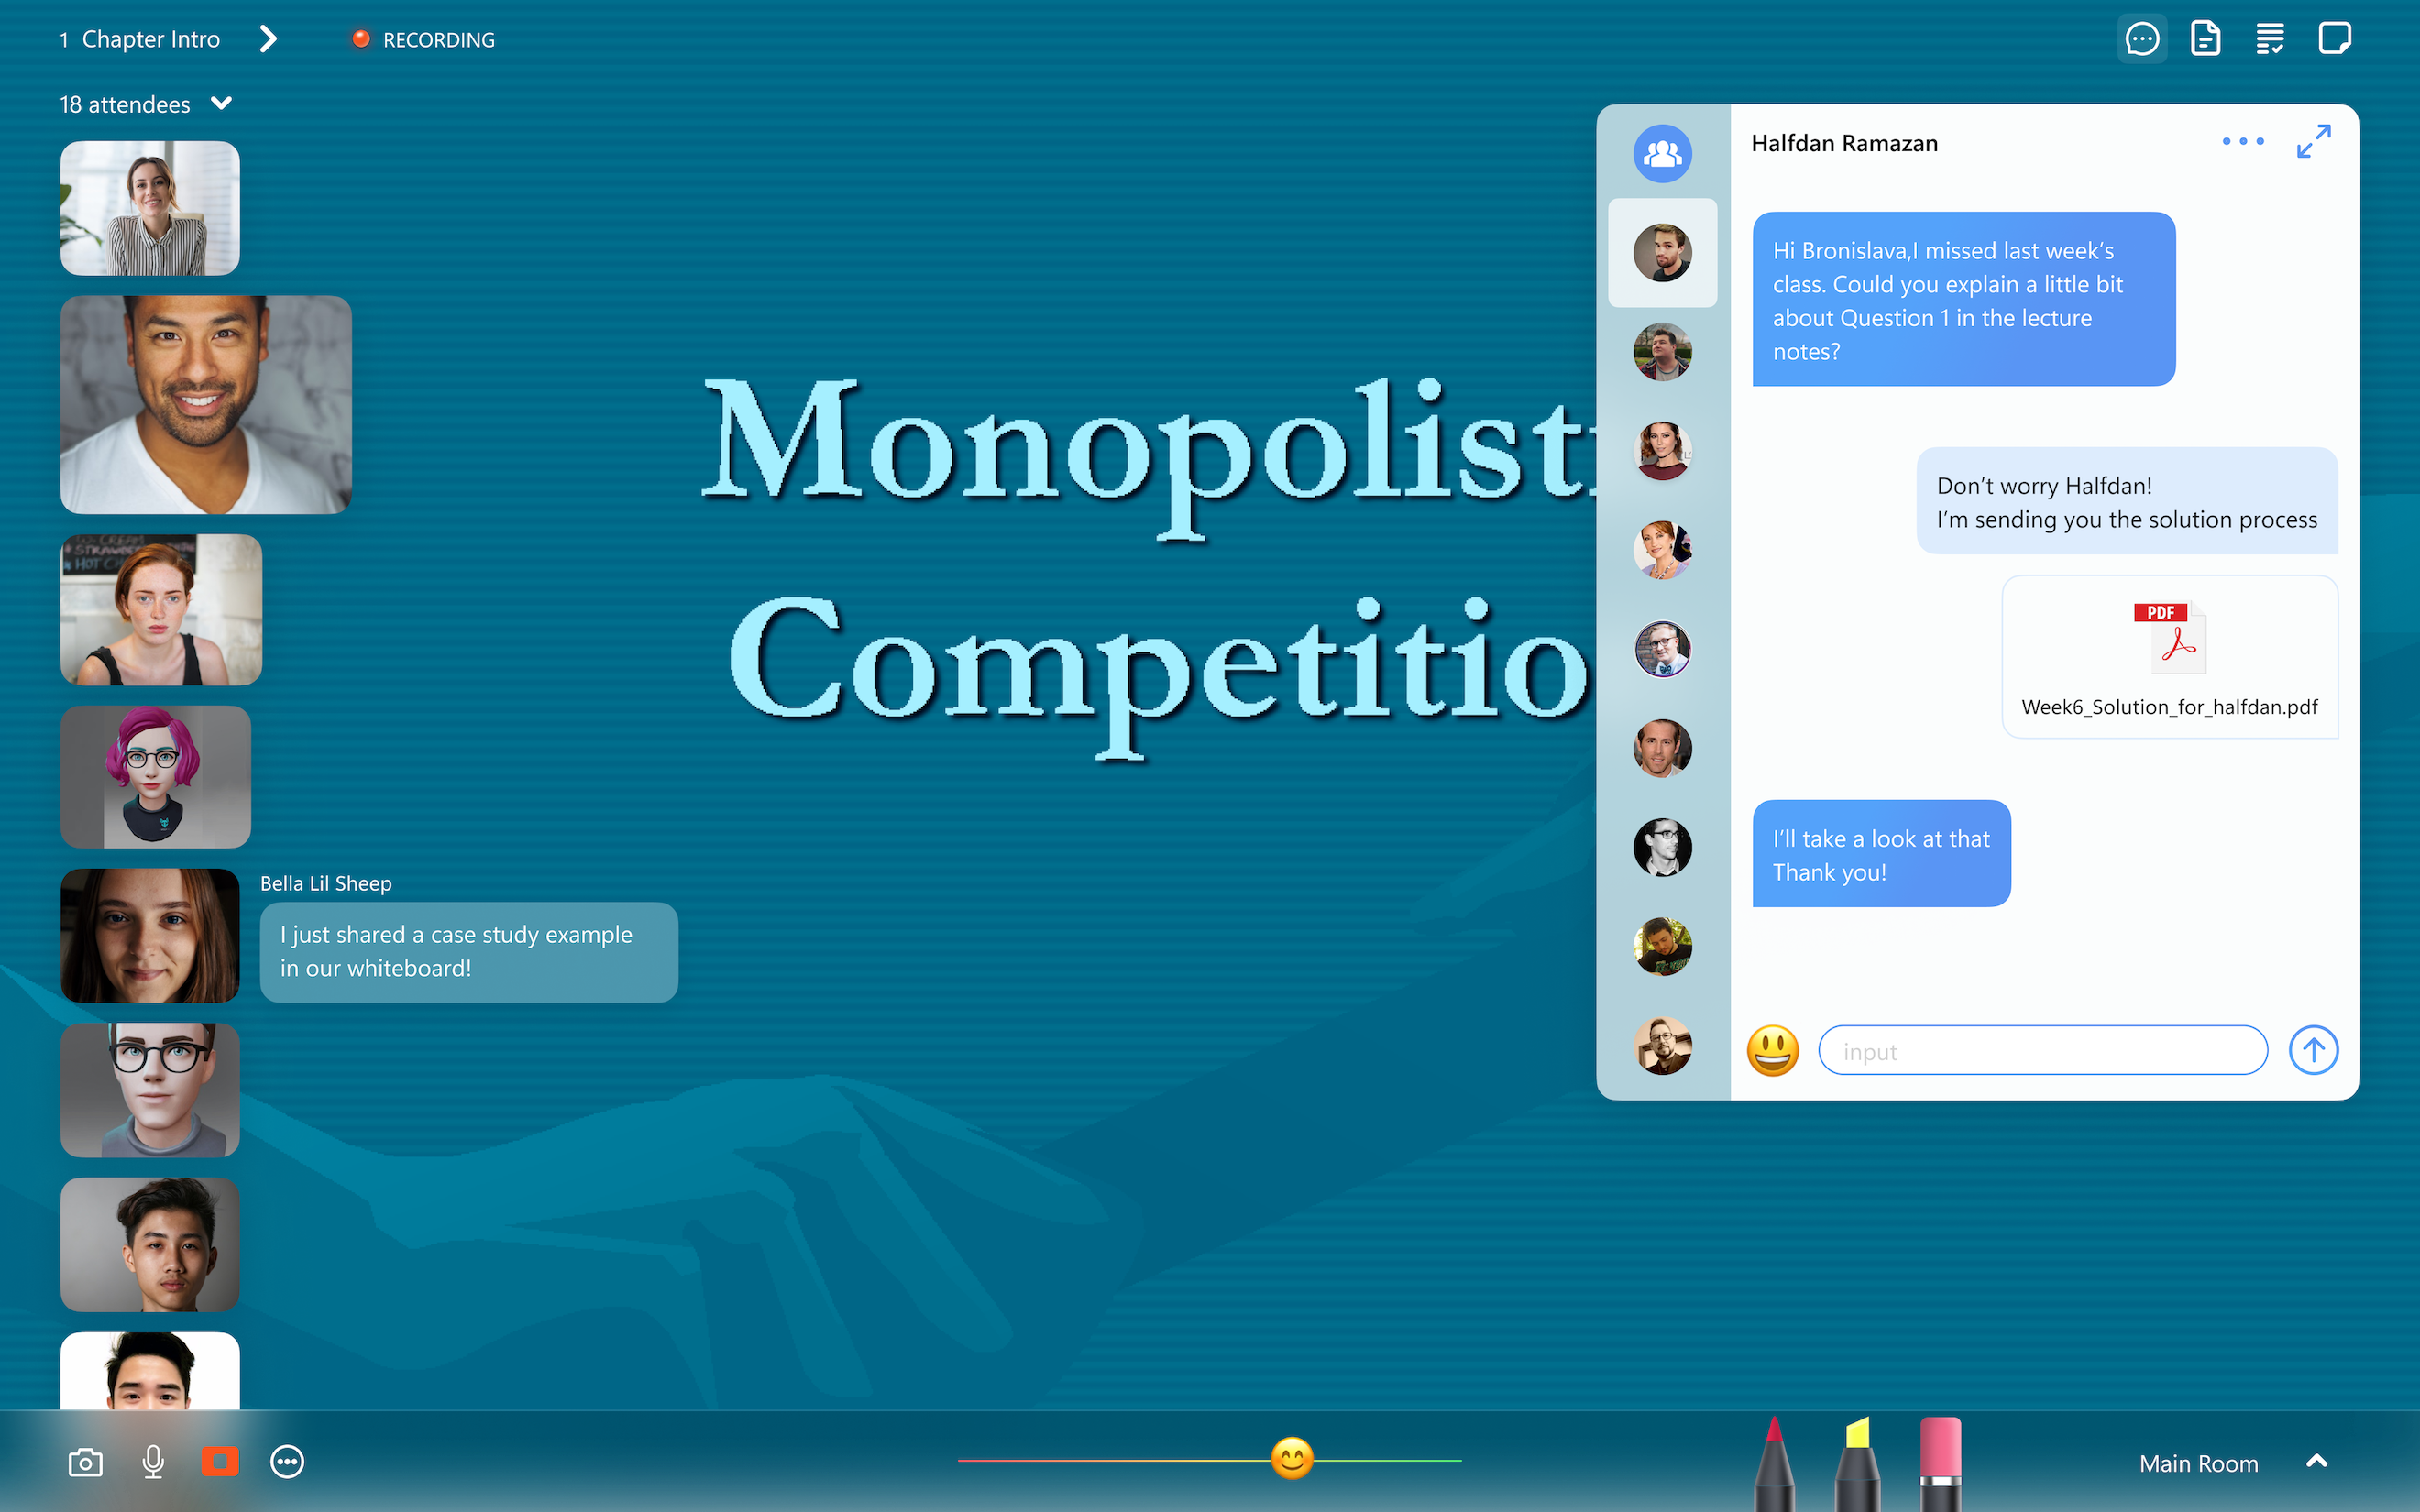 1 Chapter Intro
RECORDING
18 attendees
Halfdan Ramazan
Hi Bronislava,I missed last week's
class. Could you explain a little bit
about Question 1 in the lecture
notes?
Don't worry Halfdan!
I'm sending you the solution process
PDF
Week6_Solution_for_halfdan.pdf
I'll take a look at that
Thank you!
input
Monopolist
Competitio
Bella Lil Sheep
I just shared a case study example
in our whiteboard!
Main Room